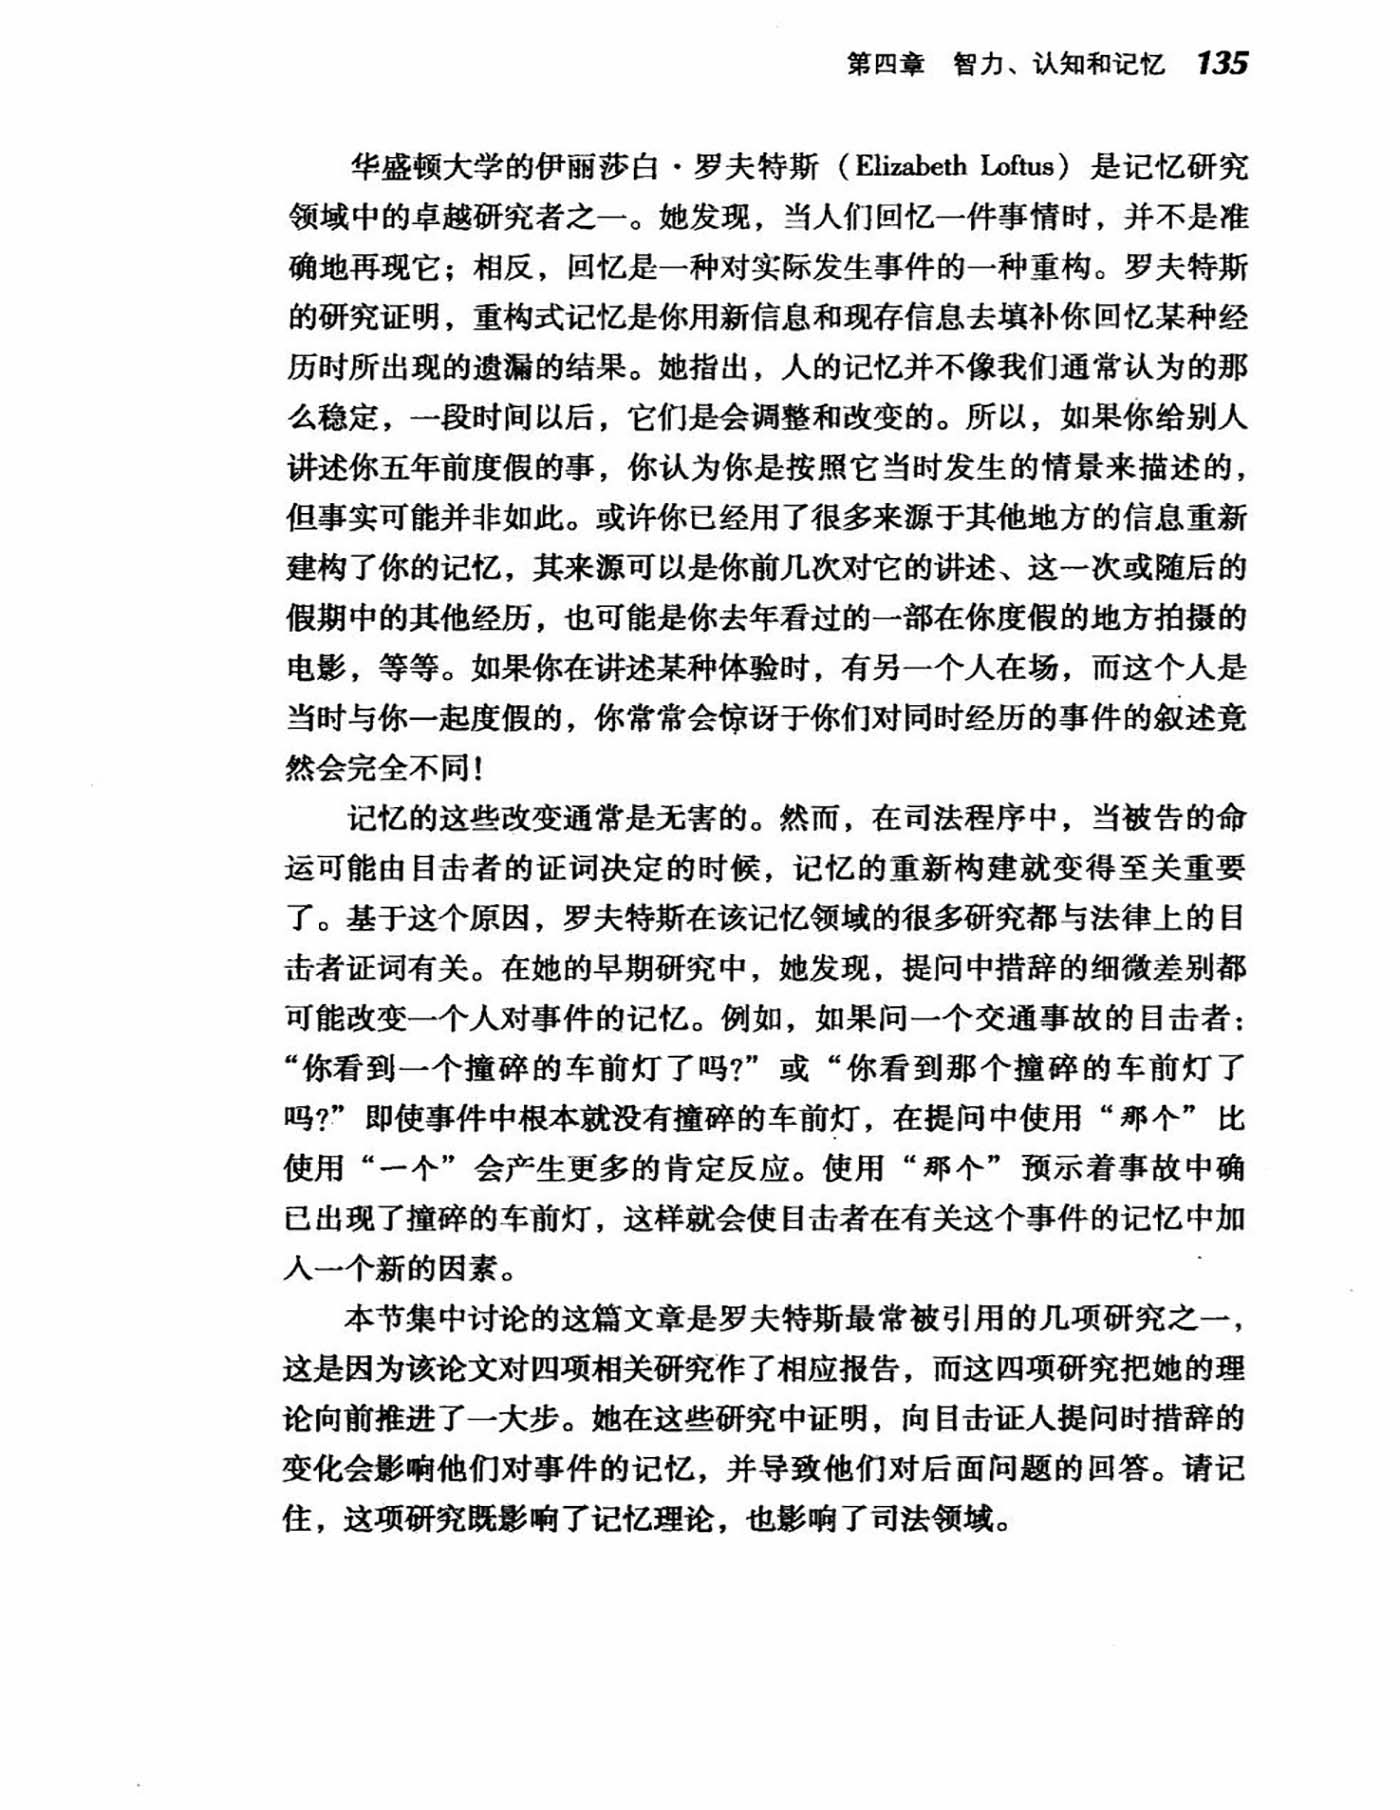 第四章　智力、认知和记忆　135
华盛顿大学的伊丽莎白·罗夫特斯（Elizabeth Loftus）是记忆研究
领域中的卓越研究者之一。她发现，当人们回忆一件事情时，并不是准
确地再现它；相反，回忆是一种对实际发生事件的一种重构。罗夫特斯
的研究证明，重构式记忆是你用新信息和现存信息去填补你回忆某种经
历时所出现的遗漏的结果。她指出，人的记忆并不像我们通常认为的那
么稳定，一段时间以后，它们是会调整和改变的。所以，如果你给别人
讲述你五年前度假的事，你认为你是按照它当时发生的情景来描述的，
但事实可能并非如此。或许你已经用了很多来源于其他地方的信息重新
建构了你的记忆，其来源可以是你前几次对它的讲述、这一次或随后的
假期中的其他经历，也可能是你去年看过的一部在你度假的地方拍摄的
电影，等等。如果你在讲述某种体验时，有另一个人在场，而这个人是
当时与你一起度假的，你常常会惊讶于你们对同时经历的事件的叙述竟
然会完全不同！
记忆的这些改变通常是无害的。然而，在司法程序中，当被告的命
运可能由目击者的证词决定的时候，记忆的重新构建就变得至关重要
了。基于这个原因，罗夫特斯在该记忆领域的很多研究都与法律上的目
击者证词有关。在她的早期研究中，她发现，提问中措辞的细微差别都
可能改变一个人对事件的记忆。例如，如果问一个交通事故的目击者：
“你看到一个撞碎的车前灯了吗?”或“你看到那个撞碎的车前灯了
吗?”即使事件中根本就没有撞碎的车前灯，在提问中使用“那个”比
使用“一个”会产生更多的肯定反应。使用“那个”预示着事故中确
已出现了撞碎的车前灯，这样就会使目击者在有关这个事件的记忆中加
入一个新的因素。
本节集中讨论的这篇文章是罗夫特斯最常被引用的几项研究之一，
这是因为该论文对四项相关研究作了相应报告，而这四项研究把她的理
论向前推进了一大步。她在这些研究中证明，向目击证人提问时措辞的
变化会影响他们对事件的记忆，并导致他们对后面问题的回答。请记
住，这项研究既影响了记忆理论，也影响了司法领域。